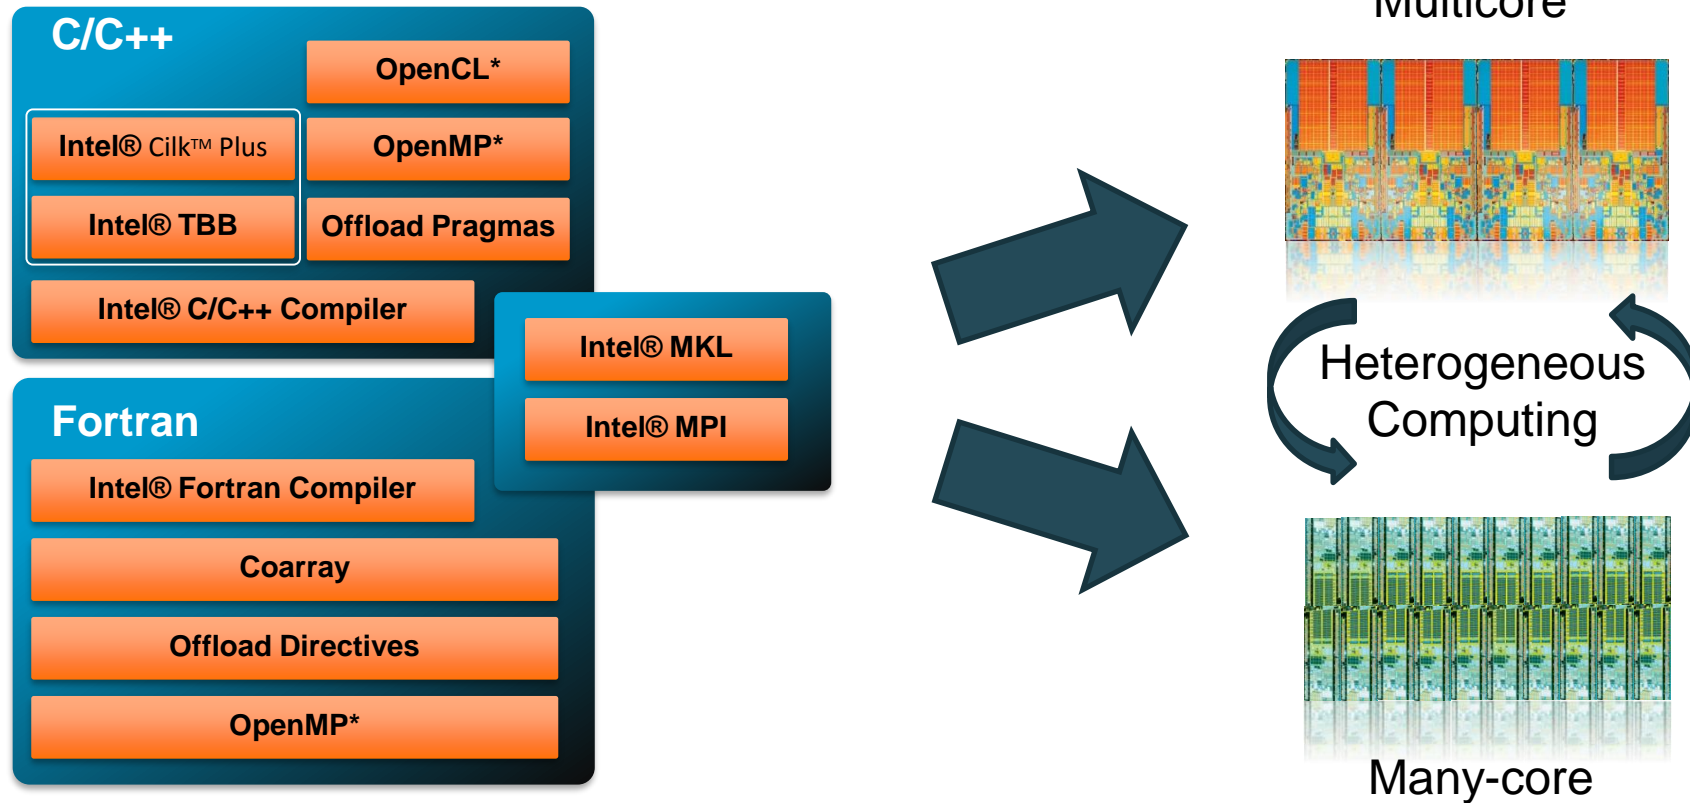 C/C++
OpenCL*
Intel® Cilk™ Plus
OpenMP*
Intel® TBB
Offload Pragmas
Intel® C/C++ Compiler
Intel® MKL
Intel® MPI
Fortran
Intel® Fortran Compiler
Coarray
Offload Directives
OpenMP*
Multicore
Heterogeneous
Computing
Many-core